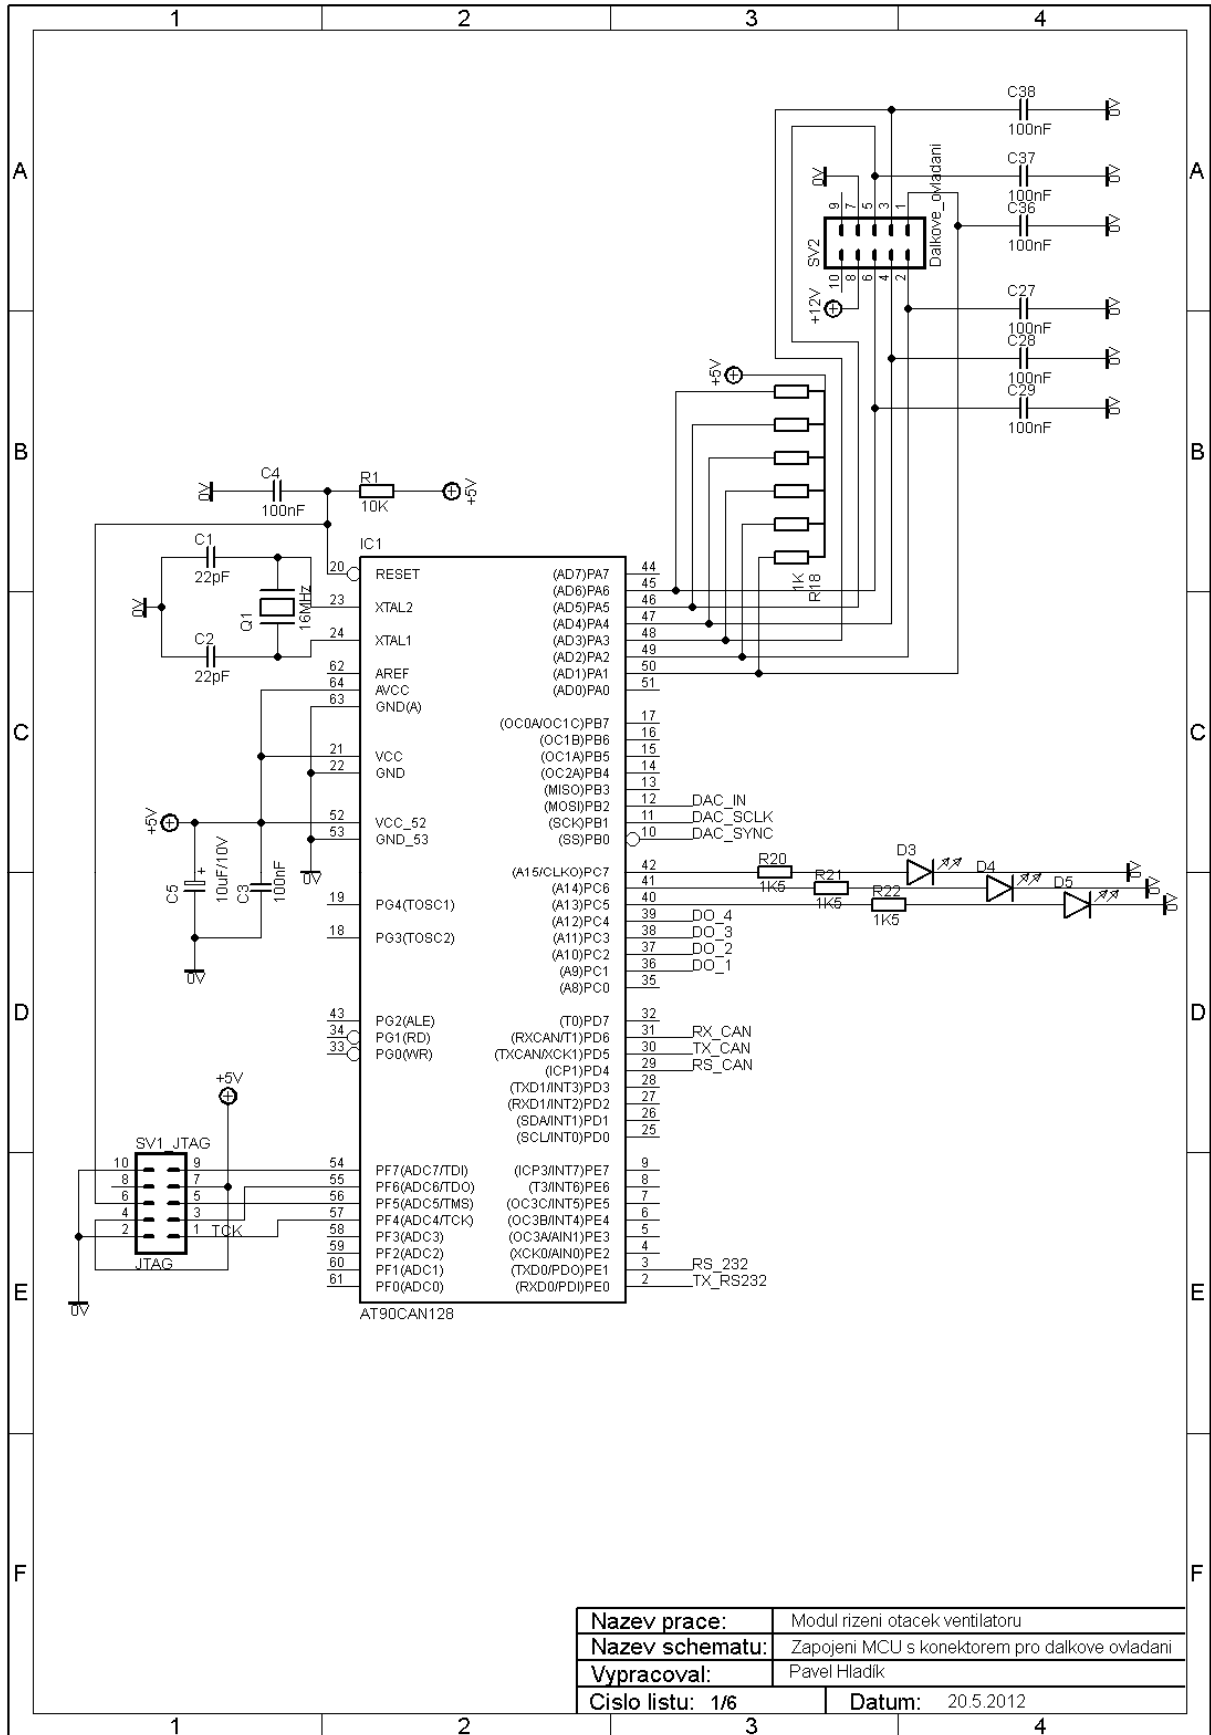 1 2 3 4
A A
B B
C C
D D
E E
F F
1 2 3 4
C38
100nF
0V
C37
100nF
0V
C36
100nF
0V
0V
9 7 5 3 1
SV2
Dalkove_ovladani
10 8 6 4 2
+12V
C27
100nF
0V
C28
100nF
0V
C29
100nF
0V
+5V
1K
R18
C4
100nF
0V
R1
10K
+5V
C1
22pF
0V
Q1
16MHz
C2
22pF
IC1
20 RESET
23 XTAL2
24 XTAL1
62 AREF
64 AVCC
63 GND(A)
21 VCC
22 GND
52 VCC_52
53 GND_53
19 PG4(TOSC1)
18 PG3(TOSC2)
43 PG2(ALE)
34 PG1(RD)
33 PG0(WR)
54 PF7(ADC7/TDI)
55 PF6(ADC6/TDO)
56 PF5(ADC5/TMS)
57 PF4(ADC4/TCK)
58 PF3(ADC3)
59 PF2(ADC2)
60 PF1(ADC1)
61 PF0(ADC0)
(AD7)PA7 44
(AD6)PA6 45
(AD5)PA5 46
(AD4)PA4 47
(AD3)PA3 48
(AD2)PA2 49
(AD1)PA1 50
(AD0)PA0 51
(OC0A/OC1C)PB7 17
(OC1B)PB6 16
(OC1A)PB5 15
(OC2A)PB4 14
(MISO)PB3 13
(MOSI)PB2 12 DAC_IN
(SCK)PB1 11 DAC_SCLK
(SS)PB0 10 DAC_SYNC
(A15/CLKO)PC7 42
(A14)PC6 41
(A13)PC5 40
(A12)PC4 39 DO_4
(A11)PC3 38 DO_3
(A10)PC2 37 DO_2
(A9)PC1 36 DO_1
(A8)PC0 35
(T0)PD7 32
(RXCAN/T1)PD6 31 RX_CAN
(TXCAN/XCK1)PD5 30 TX_CAN
(ICP1)PD4 29 RS_CAN
(TXD1/INT3)PD3 28
(RXD1/INT2)PD2 27
(SDA/INT1)PD1 26
(SCL/INT0)PD0 25
(ICP3/INT7)PE7 9
(T3/INT6)PE6 8
(OC3C/INT5)PE5 7
(OC3B/INT4)PE4 6
(OC3A/AIN1)PE3 5
(XCK0/AIN0)PE2 4
(TXD0/PDO)PE1 3 RS_232
(RXD0/PDI)PE0 2 TX_RS232
AT90CAN128
+5V
C5
10uF/10V
+
C3
100nF
0V
0V
R20
1K5
D3
0V
R21
1K5
D4
0V
R22
1K5
D5
0V
+5V
SV1_JTAG
10 9
8 7
6 5
4 3
2 1 TCK
JTAG
0V
Nazev prace: Modul rizeni otacek ventilatoru
Nazev schematu: Zapojeni MCU s konektorem pro dalkove ovladani
Vypracoval: Pavel Hladík
Cislo listu: 1/6 Datum: 20.5.2012